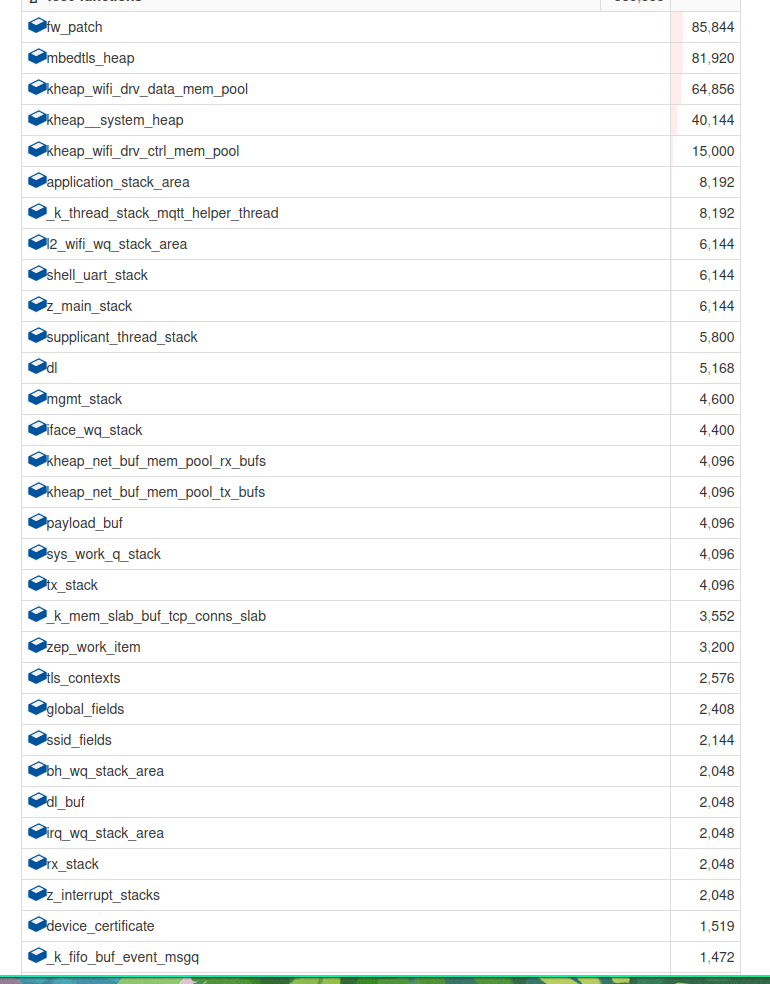 fw_patch 85,844
mbedtls_heap 81,920
kheap_wifi_drv_data_mem_pool 64,856
kheap__system_heap 40,144
kheap_wifi_drv_ctrl_mem_pool 15,000
application_stack_area 8,192
_k_thread_stack_mqtt_helper_thread 8,192
l2_wifi_wq_stack_area 6,144
shell_uart_stack 6,144
z_main_stack 6,144
supplicant_thread_stack 5,800
dl 5,168
mgmt_stack 4,600
iface_wq_stack 4,400
kheap_net_buf_mem_pool_rx_bufs 4,096
kheap_net_buf_mem_pool_tx_bufs 4,096
payload_buf 4,096
sys_work_q_stack 4,096
tx_stack 4,096
_k_mem_slab_buf_tcp_conns_slab 3,552
zep_work_item 3,200
tls_contexts 2,576
global_fields 2,408
ssid_fields 2,144
bh_wq_stack_area 2,048
dl_buf 2,048
irq_wq_stack_area 2,048
rx_stack 2,048
z_interrupt_stacks 2,048
device_certificate 1,519
_k_fifo_buf_event_msgq 1,472